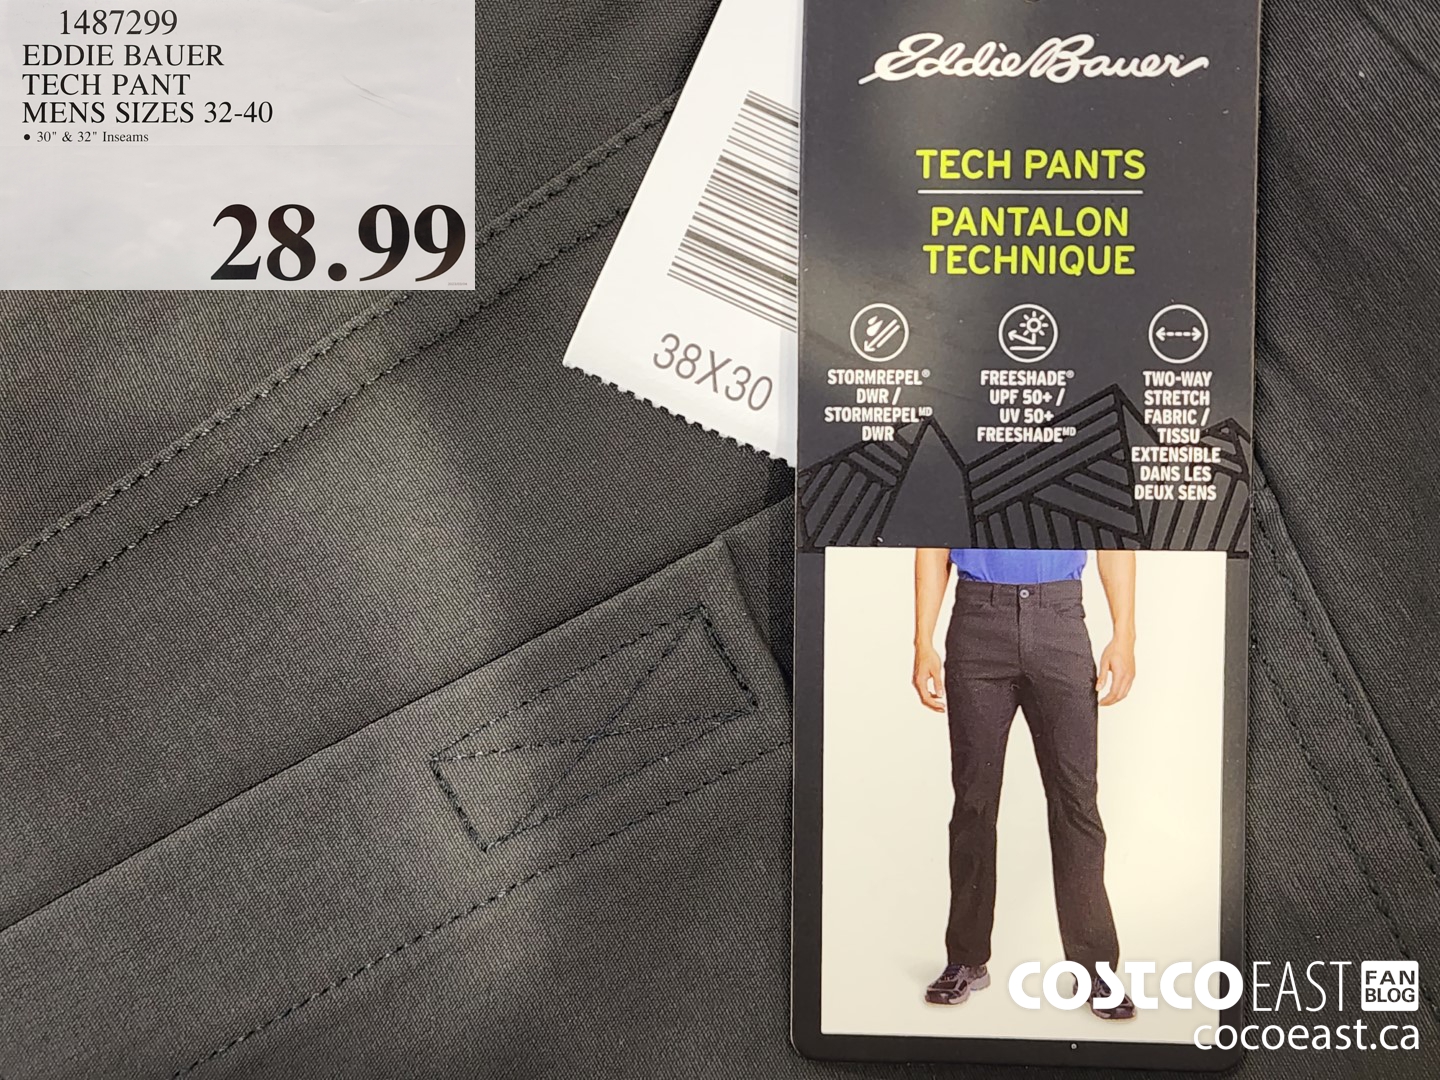 1487299
EDDIE BAUER
TECH PANT
MENS SIZES 32-40
• 30" & 32" Inseams
28.99
38X30
Eddie Bauer
TECH PANTS
PANTALON
TECHNIQUE
STORMREPEL®
DWR /
STORMREPELMD
DWR
FREESHADE®
UPF 50+ /
UV 50+
FREESHADEMD
TWO-WAY
STRETCH
FABRIC /
TISSU
EXTENSIBLE
DANS LES
DEUX SENS
COSTCO EAST FAN
BLOG
cocoeast.ca